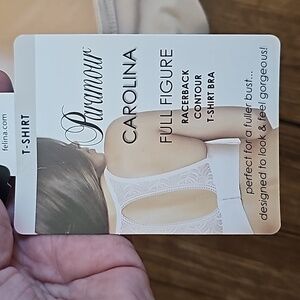 felina.com
T-SHIRT
Paramour
CAROLINA
FULL FIGURE
RACERBACK
CONTOUR
T-SHIRT BRA
perfect for a fuller bust...
designed to look & feel gorgeous!